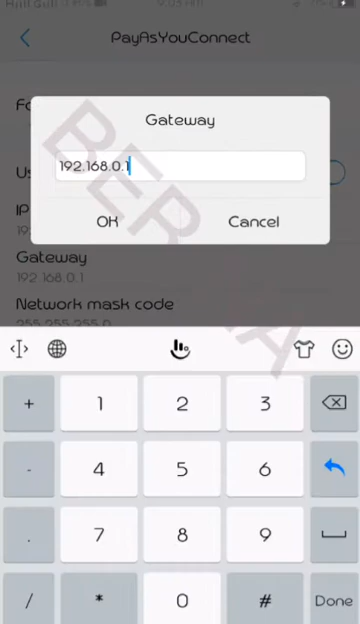 PayAsYouConnect
Gateway
192.168.0.1
OK Cancel
IP
Gateway
192.168.0.1
Network mask code
255.255.255.0
+ 1 2 3
- 4 5 6
. 7 8 9
/ * 0 # Done